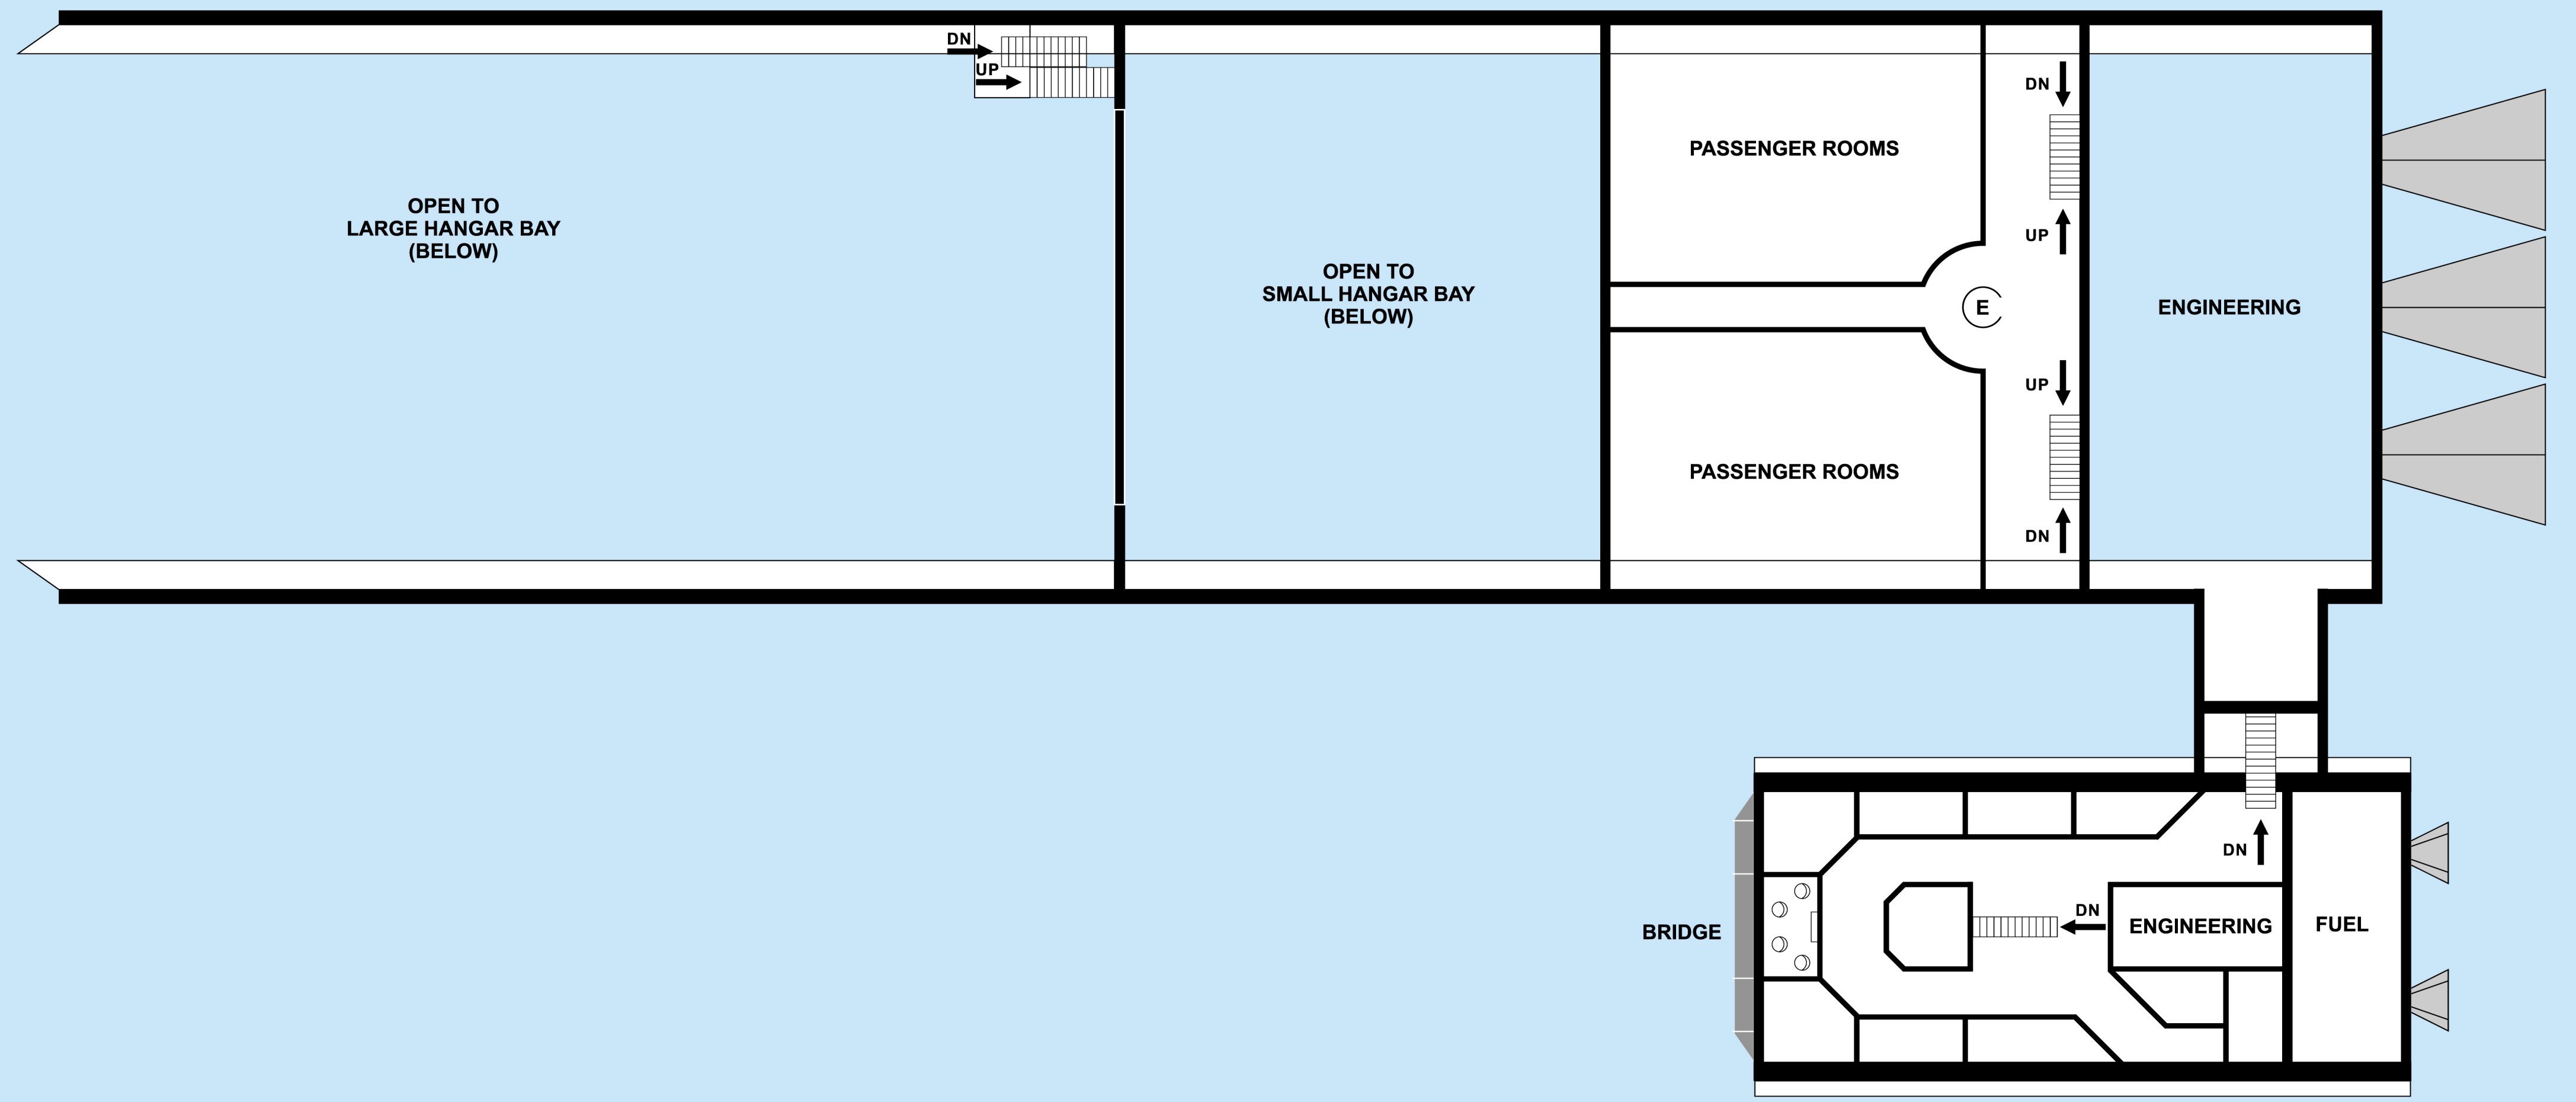 DN
UP
OPEN TO
LARGE HANGAR BAY
(BELOW)
OPEN TO
SMALL HANGAR BAY
(BELOW)
PASSENGER ROOMS
PASSENGER ROOMS
E
DN
UP
UP
DN
ENGINEERING
BRIDGE
DN
DN
ENGINEERING
FUEL